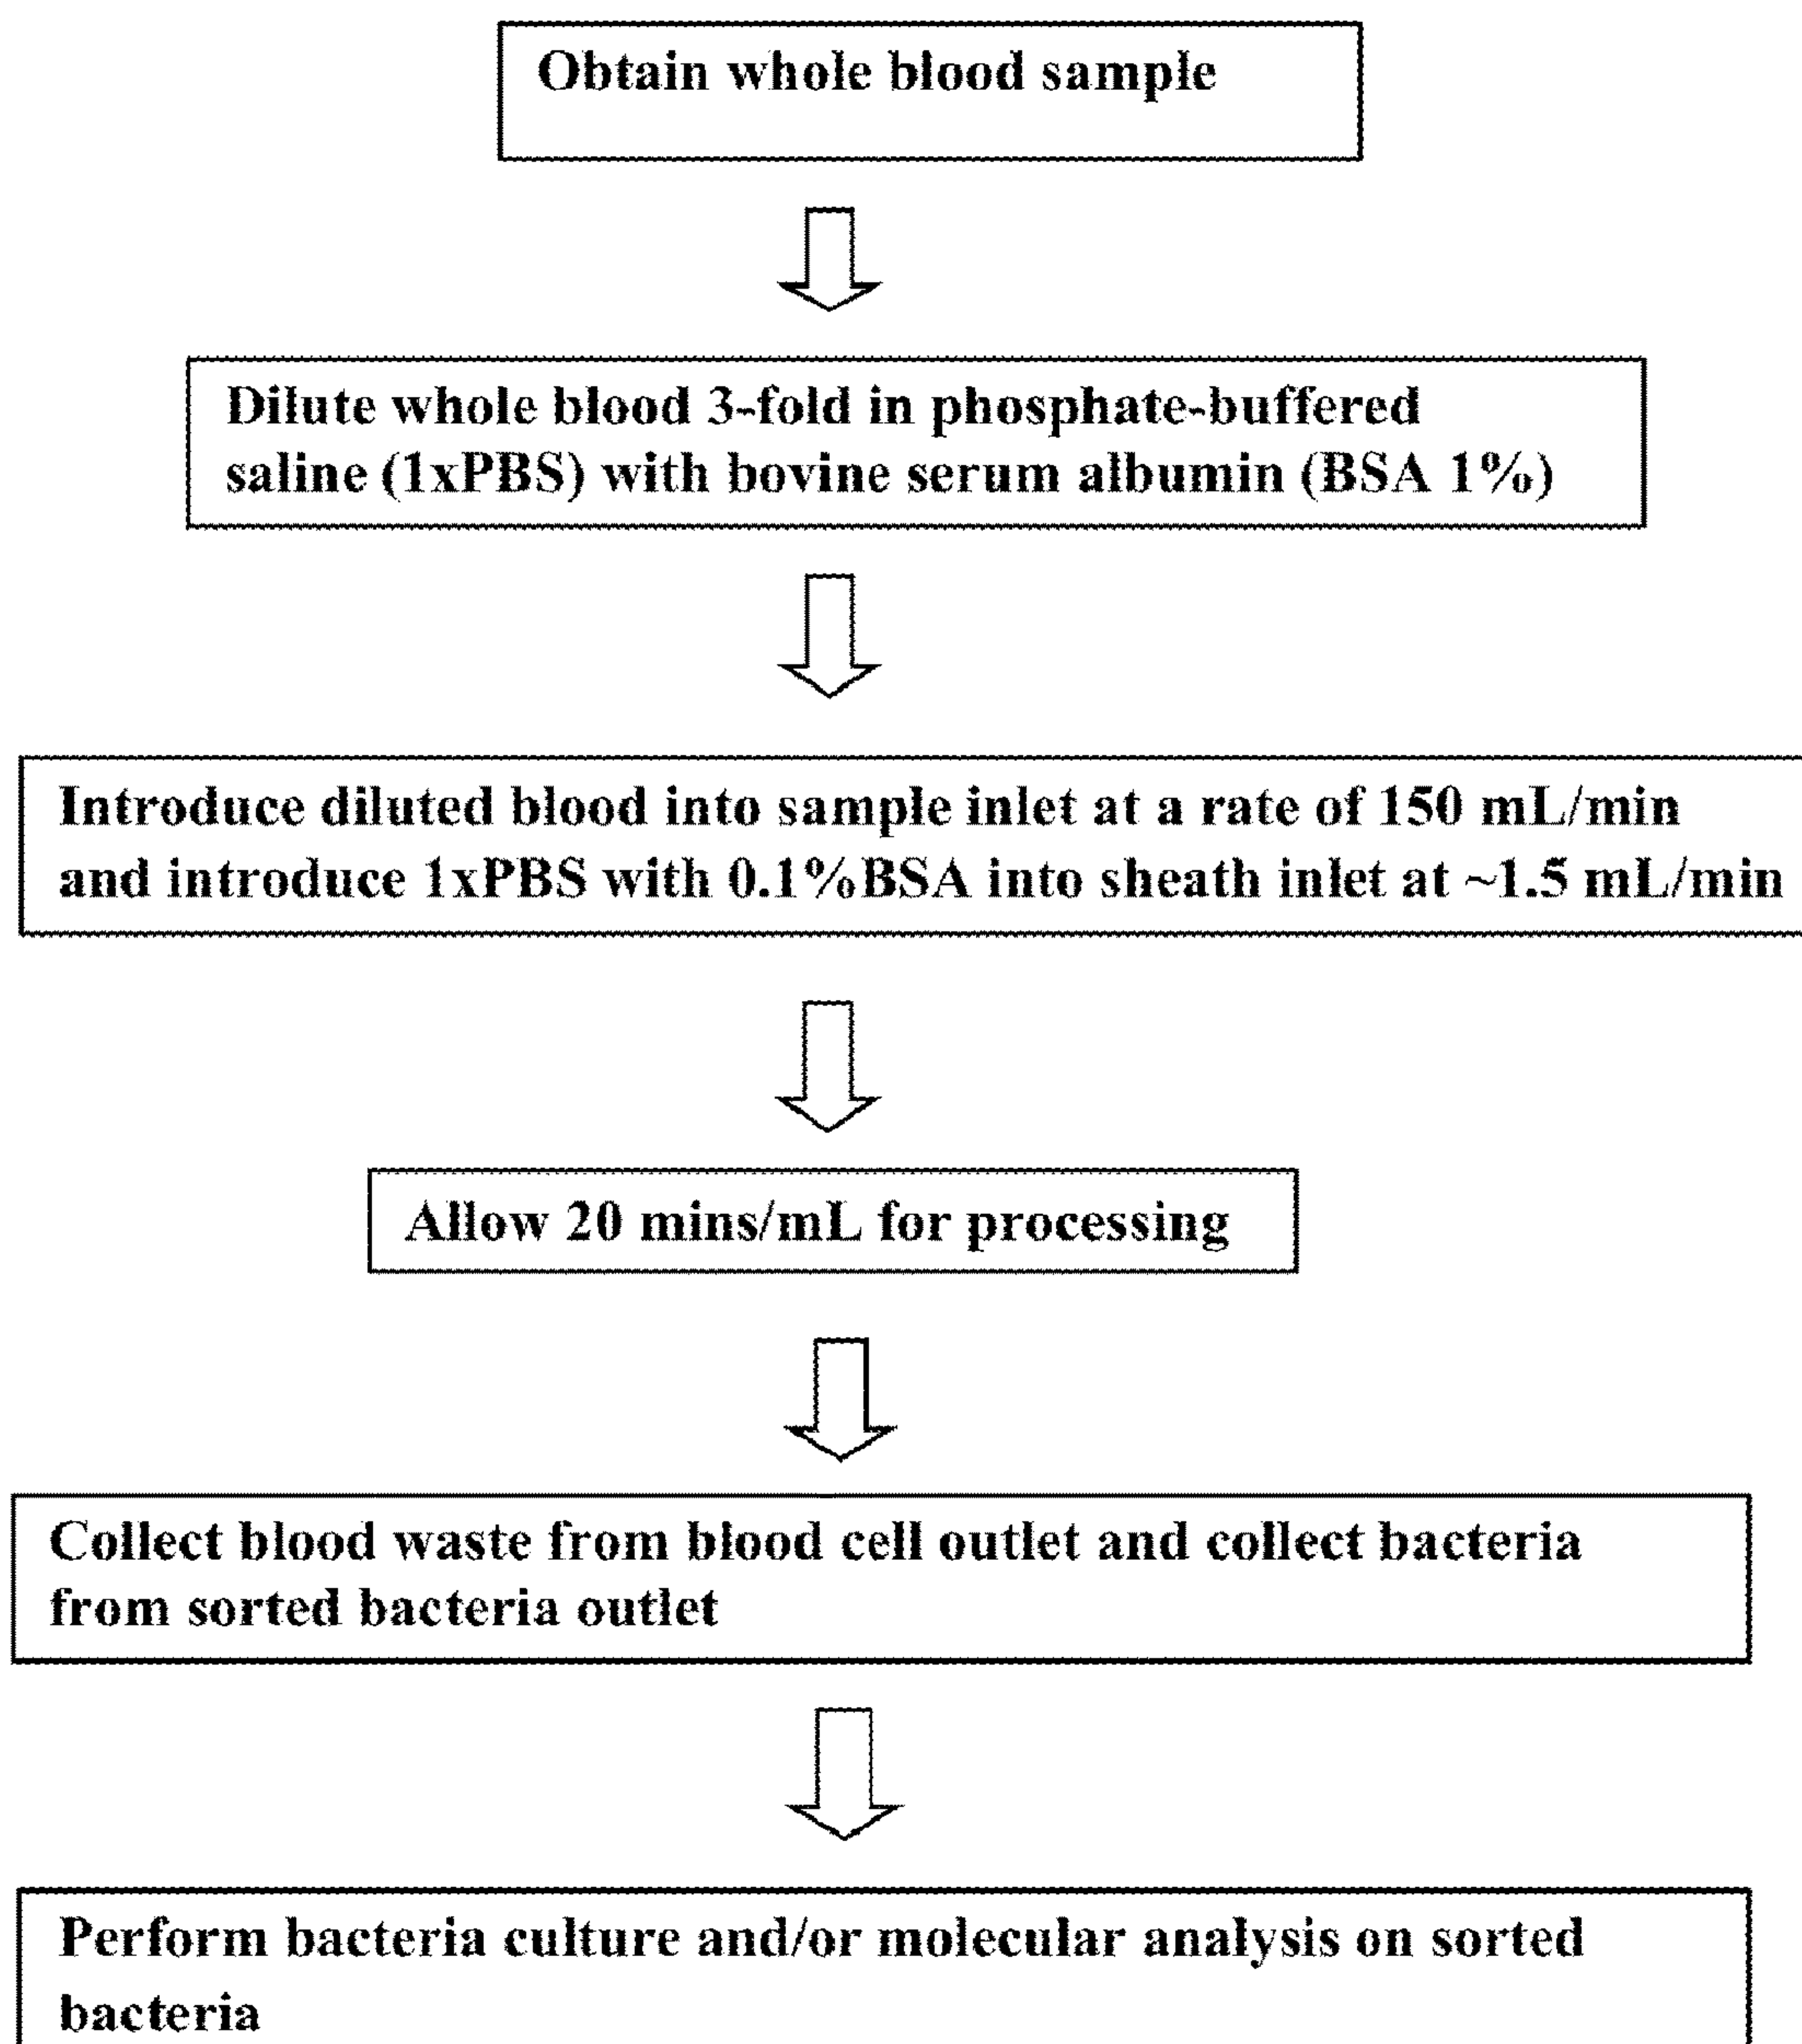 Obtain whole blood sample
Dilute whole blood 3-fold in phosphate-buffered
saline (1xPBS) with bovine serum albumin (BSA 1%)
Introduce diluted blood into sample inlet at a rate of 150 mL/min
and introduce 1xPBS with 0.1%BSA into sheath inlet at ~1.5 mL/min
Allow 20 mins/mL for processing
Collect blood waste from blood cell outlet and collect bacteria
from sorted bacteria outlet
Perform bacteria culture and/or molecular analysis on sorted
bacteria